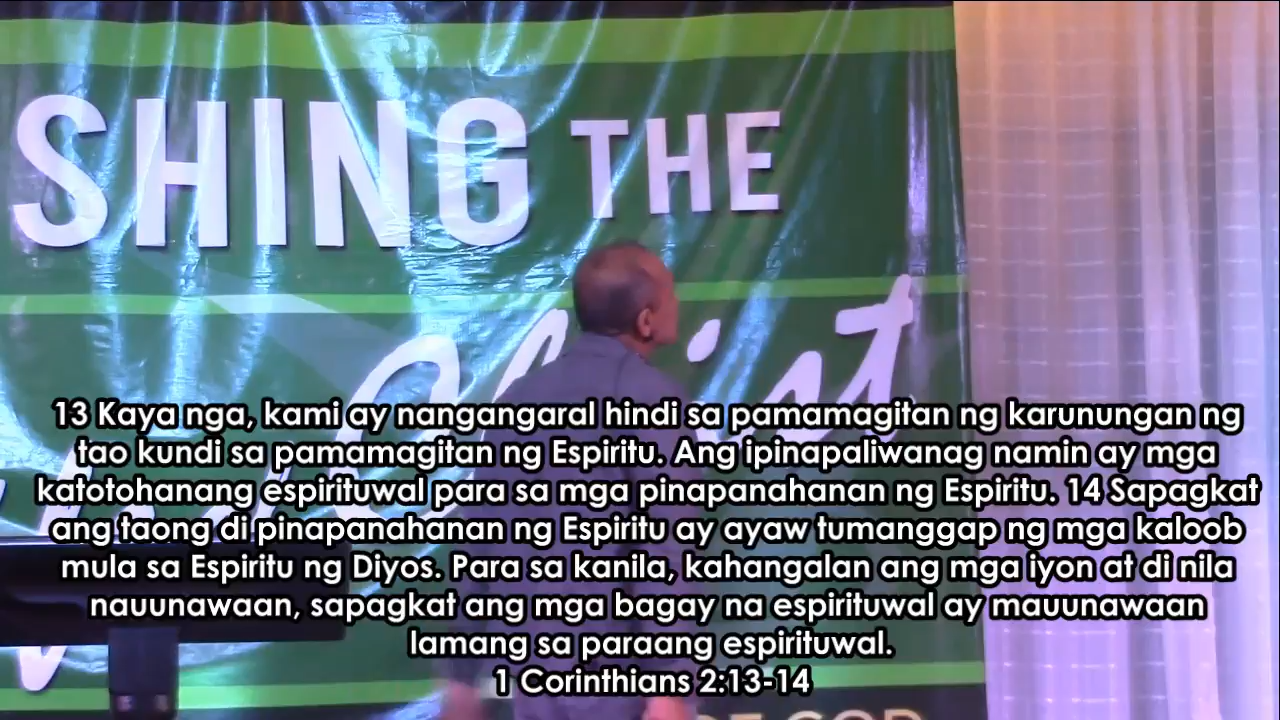 SHING THE
13 Kaya nga, kami ay nangangaral hindi sa pamamagitan ng karunungan ng
tao kundi sa pamamagitan ng Espiritu. Ang ipinapaliwanag namin ay mga
katotohanang espirituwal para sa mga pinapanahanan ng Espiritu. 14 Sapagkat
ang taong di pinapanahanan ng Espiritu ay ayaw tumanggap ng mga kaloob
mula sa Espiritu ng Diyos. Para sa kanila, kahangalan ang mga iyon at di nila
nauunawaan, sapagkat ang mga bagay na espirituwal ay mauunawaan
lamang sa paraang espirituwal.
1 Corinthians 2:13-14
OF GOD